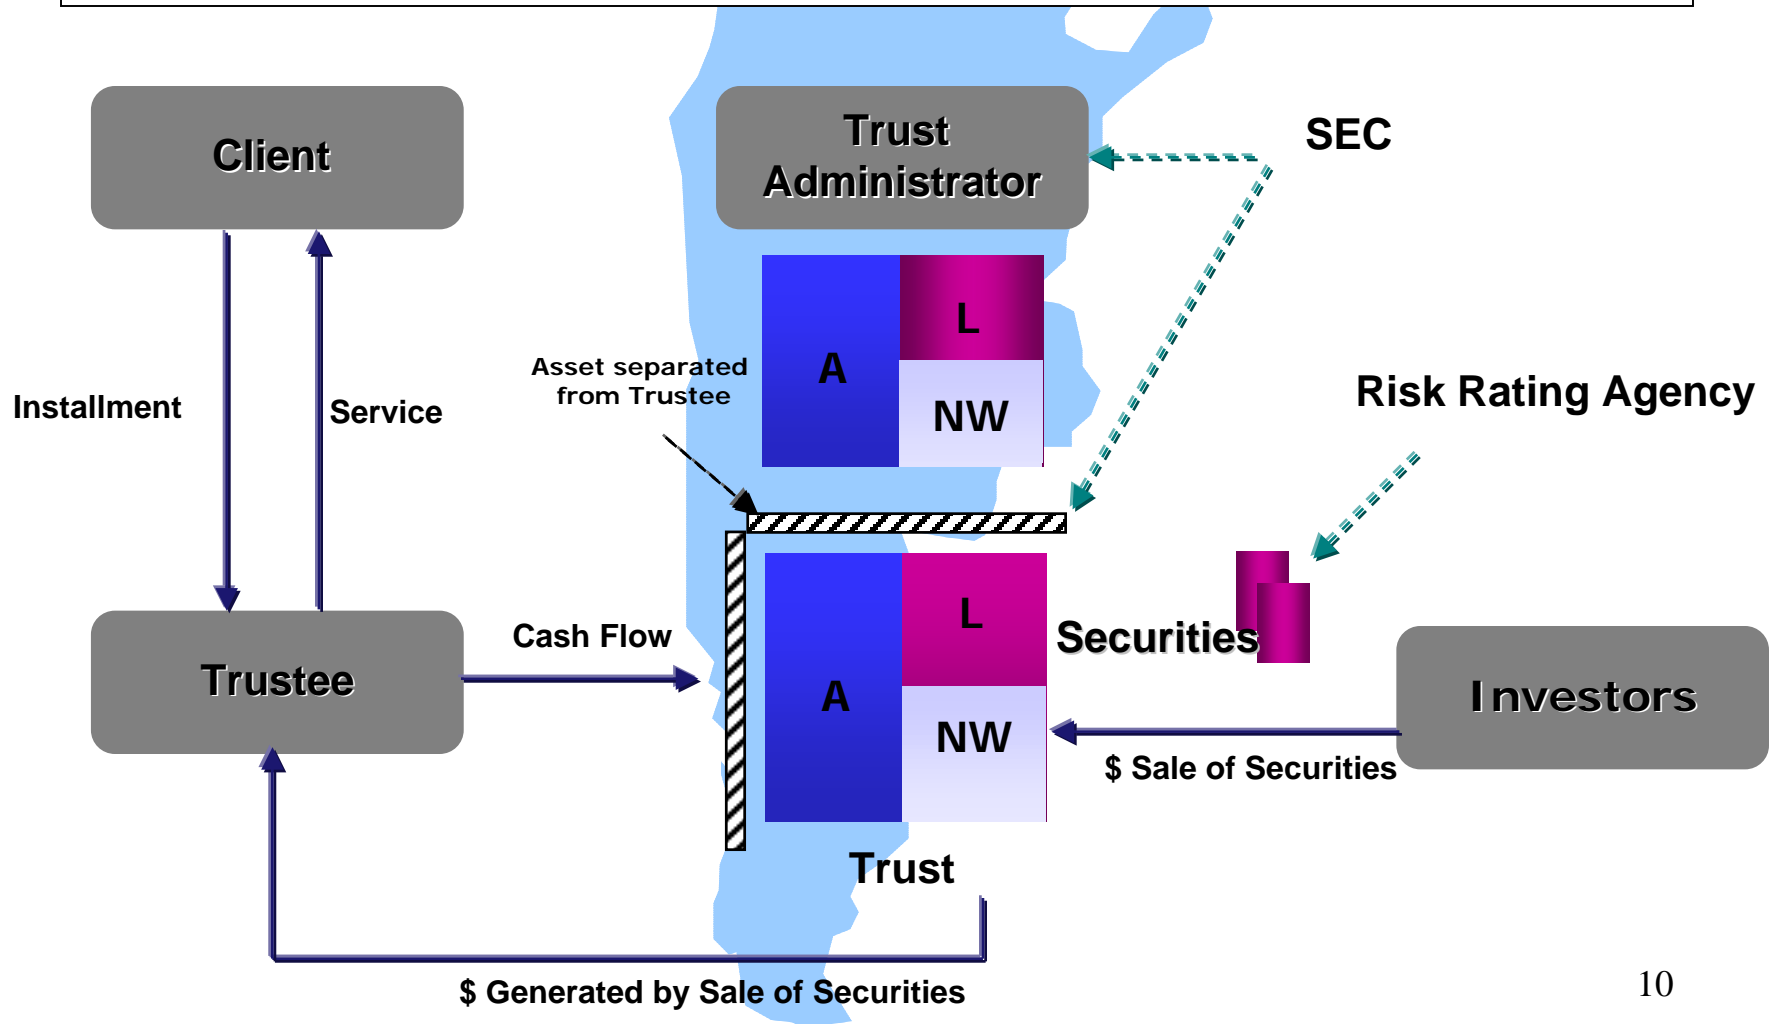 Client
Trust
Administrator
SEC
A
L
NW
Asset separated
from Trustee
Risk Rating Agency
Installment
Service
Trustee
Cash Flow
A
L
NW
Securities
Investors
$ Sale of Securities
Trust
$ Generated by Sale of Securities
10